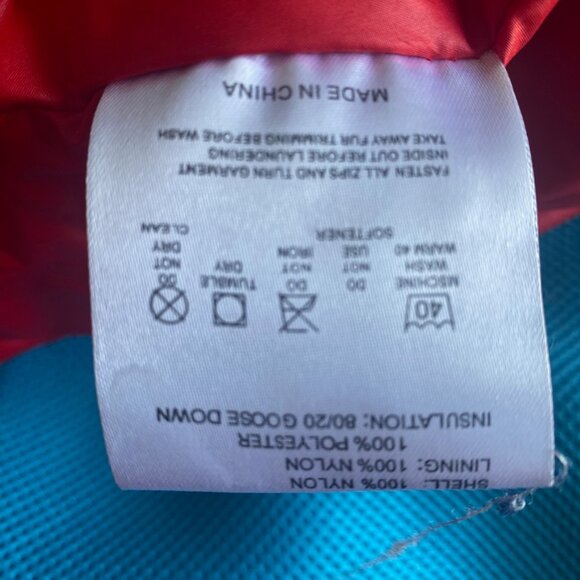 SHELL: 100% NYLON
LINING: 100% NYLON
100% POLYESTER
INSULATION: 80/20 GOOSE DOWN
40
MSCHINE DO DO TUMBLE DO
WASH NOT NOT DRY NOT
WARM 40 USE IRON DRY
SOFTENER CLEAN
FASTEN ALL ZIPS AND TURN GARMENT
INSIDE OUT REFORE LAUNDERING
TAKE AWAY FUR TRIMMING BEFORE WASH
MADE IN CHINA